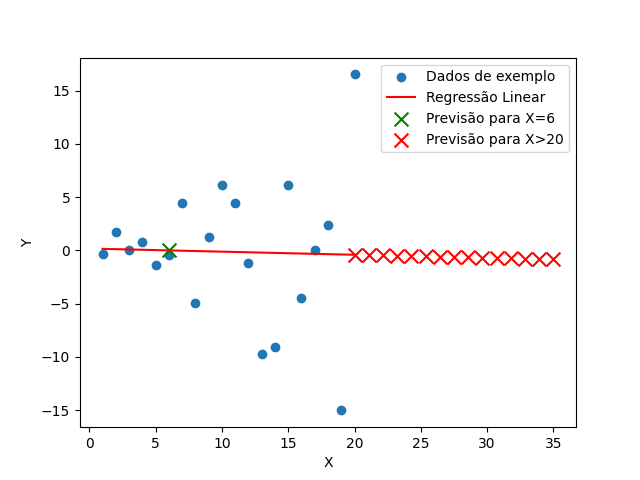 Dados de exemplo
Regressão Linear
Previsão para X=6
Previsão para X>20
15
10
5
0
−5
−10
−15
Y
0 5 10 15 20 25 30 35
X